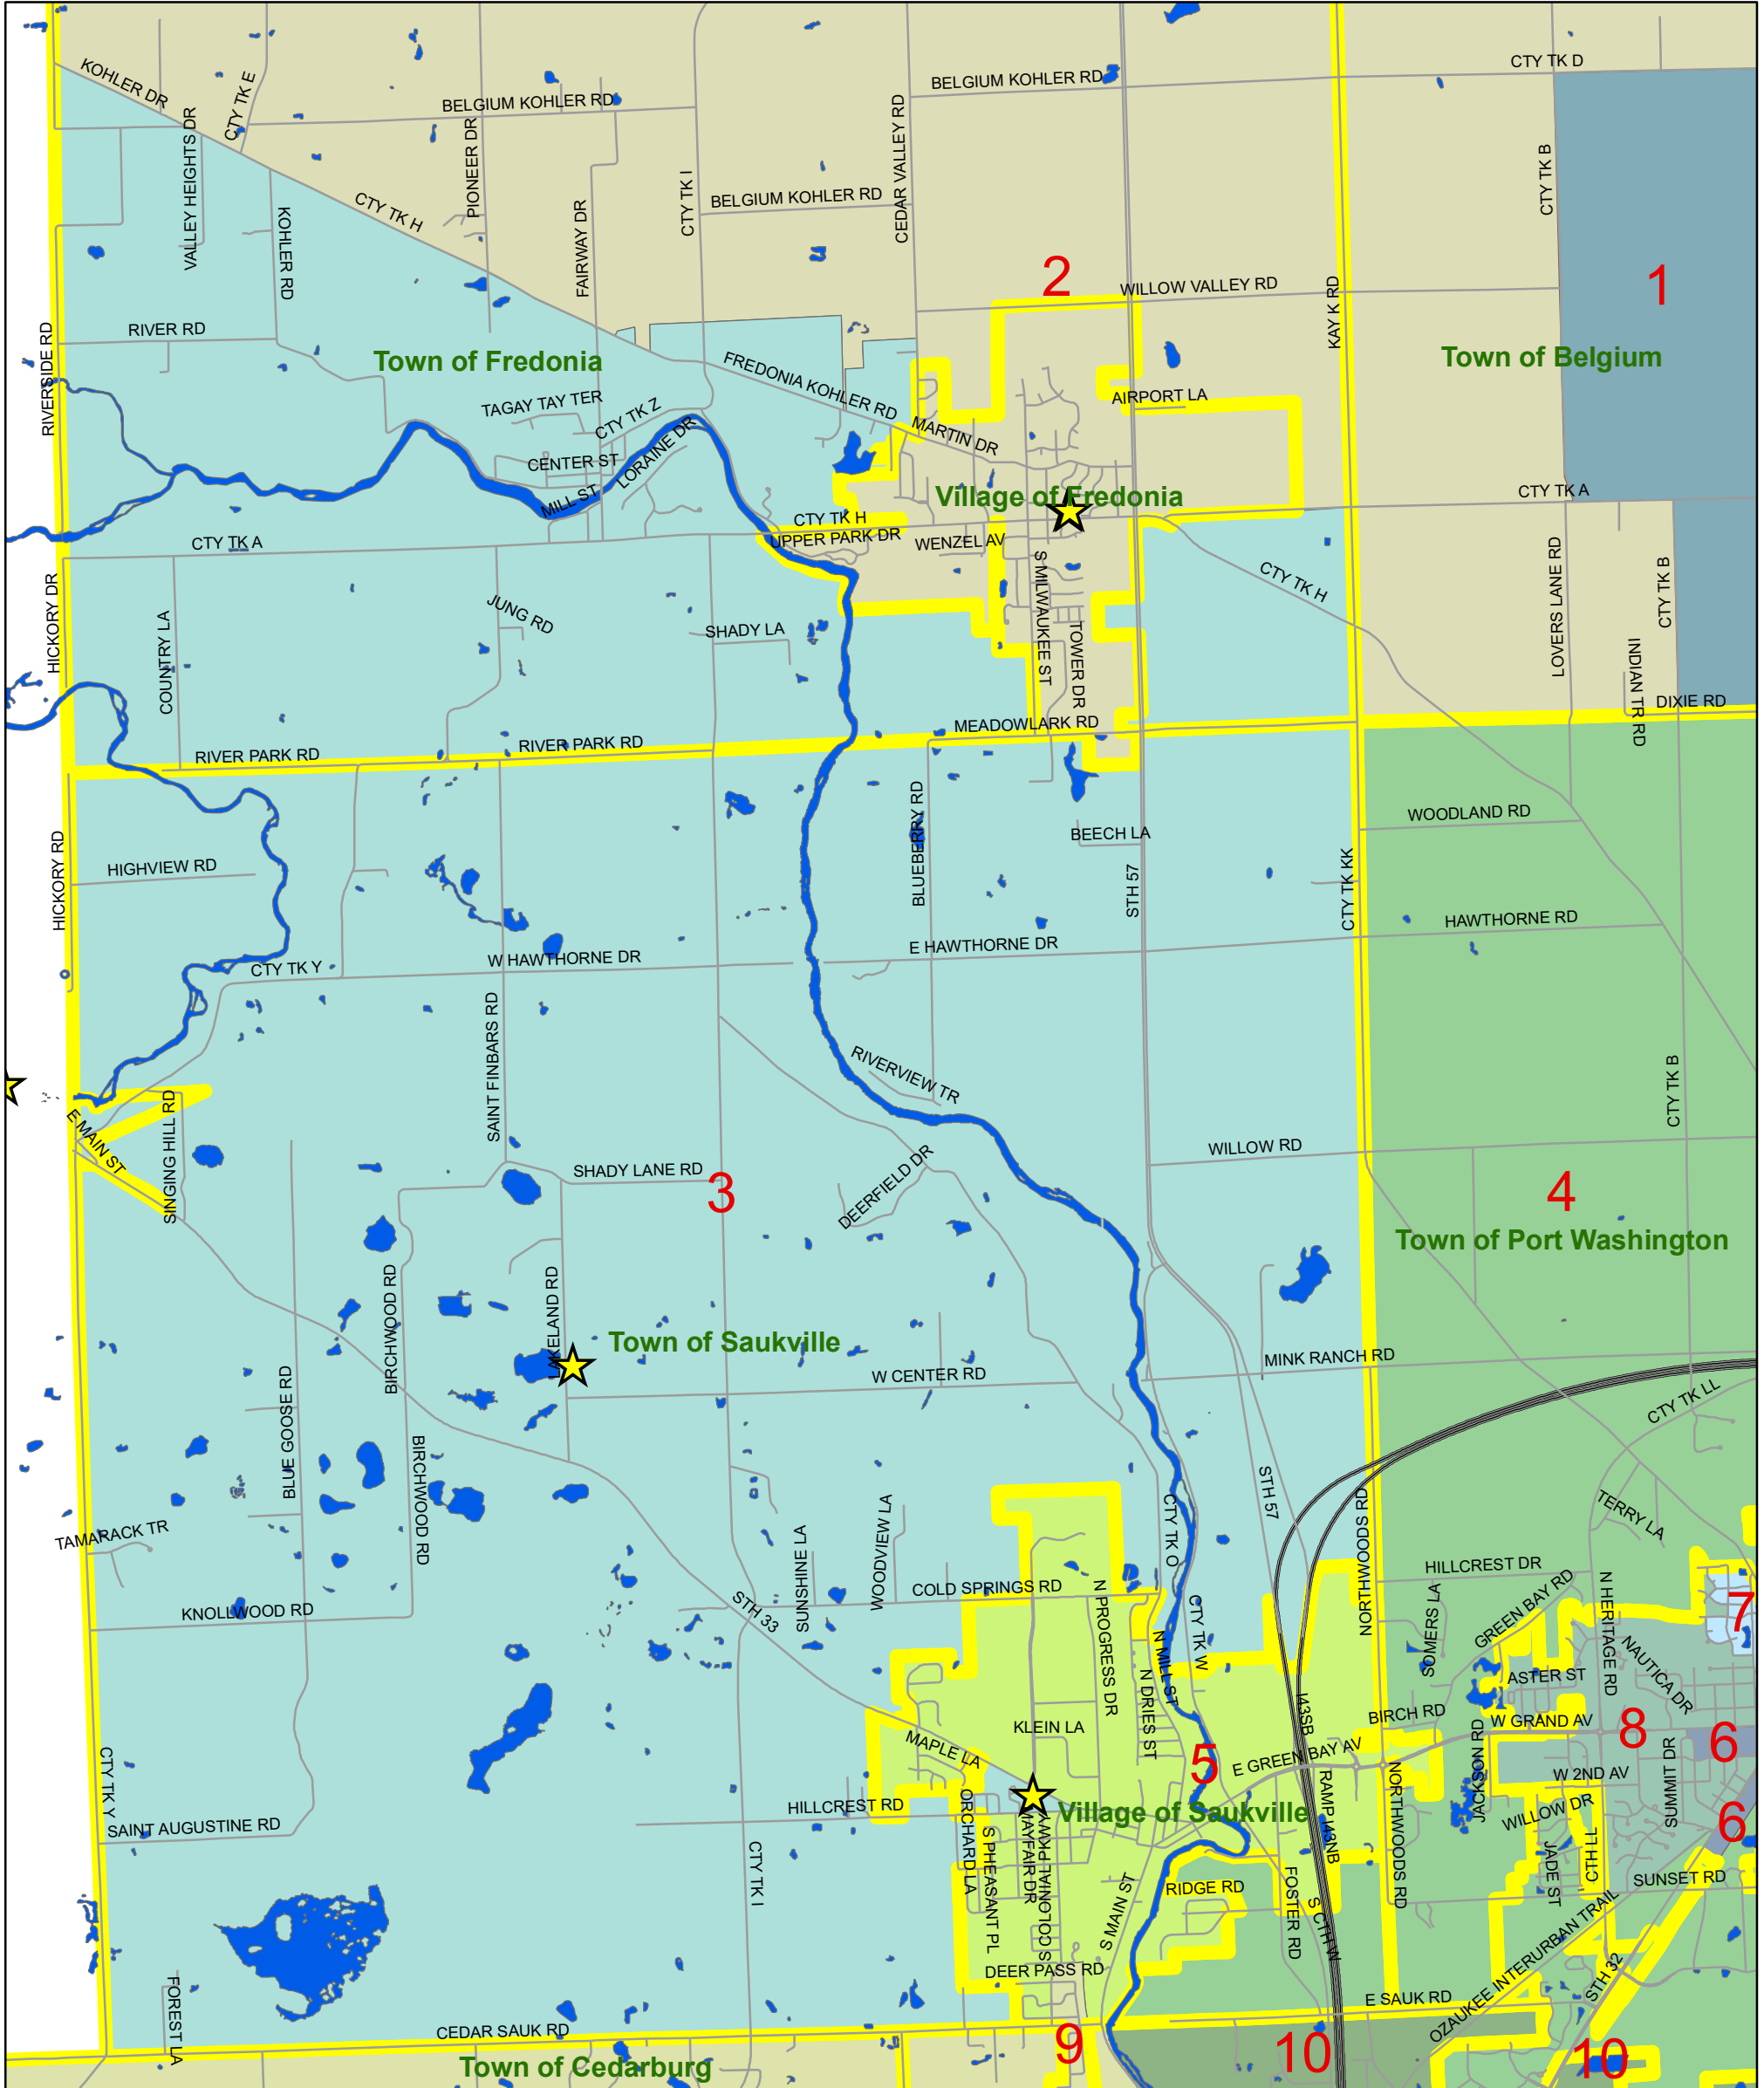 CTY TK D
KOHLER DR
CTY TK E
BELGIUM KOHLER RD
BELGIUM KOHLER RD
VALLEY HEIGHTS DR
PIONEER DR
CEDAR VALLEY RD
CTY TK B
CTY TK H
KOHLER RD
FAIRWAY DR
CTY TK I
BELGIUM KOHLER RD
2
1
WILLOW VALLEY RD
KAY K RD
RIVER RD
RIVERSIDE RD
Town of Fredonia
Town of Belgium
FREDONIA KOHLER RD
TAGAY TAY TER
CTY TK Z
AIRPORT LA
MARTIN DR
LORAINE DR
CENTER ST
MILL ST
Village of Fredonia
CTY TK A
CTY TK H
UPPER PARK DR
WENZEL AV
CTY TK A
HICKORY DR
COUNTRY LA
JUNG RD
SHADY LA
S MILWAUKEE ST
TOWER DR
CTY TK H
LOVERS LANE RD
CTY TK B
INDIAN TR RD
DIXIE RD
MEADOWLARK RD
RIVER PARK RD
RIVER PARK RD
WOODLAND RD
BLUEBERRY RD
BEECH LA
HICKORY RD
HIGHVIEW RD
STH 57
CTY TK KK
HAWTHORNE RD
E HAWTHORNE DR
W HAWTHORNE DR
CTY TK Y
SAINT FINBARS RD
RIVERVIEW TR
CTY TK B
E MAIN ST
SINGING HILL RD
WILLOW RD
SHADY LANE RD
DEERFIELD DR
3
4
Town of Port Washington
BIRCHWOOD RD
LAKELAND RD
Town of Saukville
W CENTER RD
MINK RANCH RD
BLUE GOOSE RD
CTY TK LL
BIRCHWOOD RD
STH 57
CTY TK O
NORTHWOODS RD
TERRY LA
TAMARACK TR
SUNSHINE LA
WOODVIEW LA
COLD SPRINGS RD
HILLCREST DR
KNOLLWOOD RD
STH 33
N PROGRESS DR
CTY TK W
SOMERS LA
GREEN BAY RD
N HERITAGE RD
7
N MILL ST
N DRIES ST
NAUTICA DR
ASTER ST
I43SB
BIRCH RD
W GRAND AV
KLEIN LA
MAPLE LA
5
E GREEN BAY AV
8
6
CTY TK Y
JACKSON RD
W 2ND AV
SUMMIT DR
HILLCREST RD
ORCHARD LA
Village of Saukville
RAMP I43NB
NORTHWOODS RD
WILLOW DR
6
SAINT AUGUSTINE RD
CTY TK I
S PHEASANT PL
MAYFAIR DR
S COLONIAL PKWY
S MAIN ST
RIDGE RD
FOSTER RD
S CTH W
JADE ST
CTH LL
SUNSET RD
OZAUKEE INTERURBAN TRAIL
STH 32
DEER PASS RD
FOREST LA
E SAUK RD
CEDAR SAUK RD
9
10
10
Town of Cedarburg